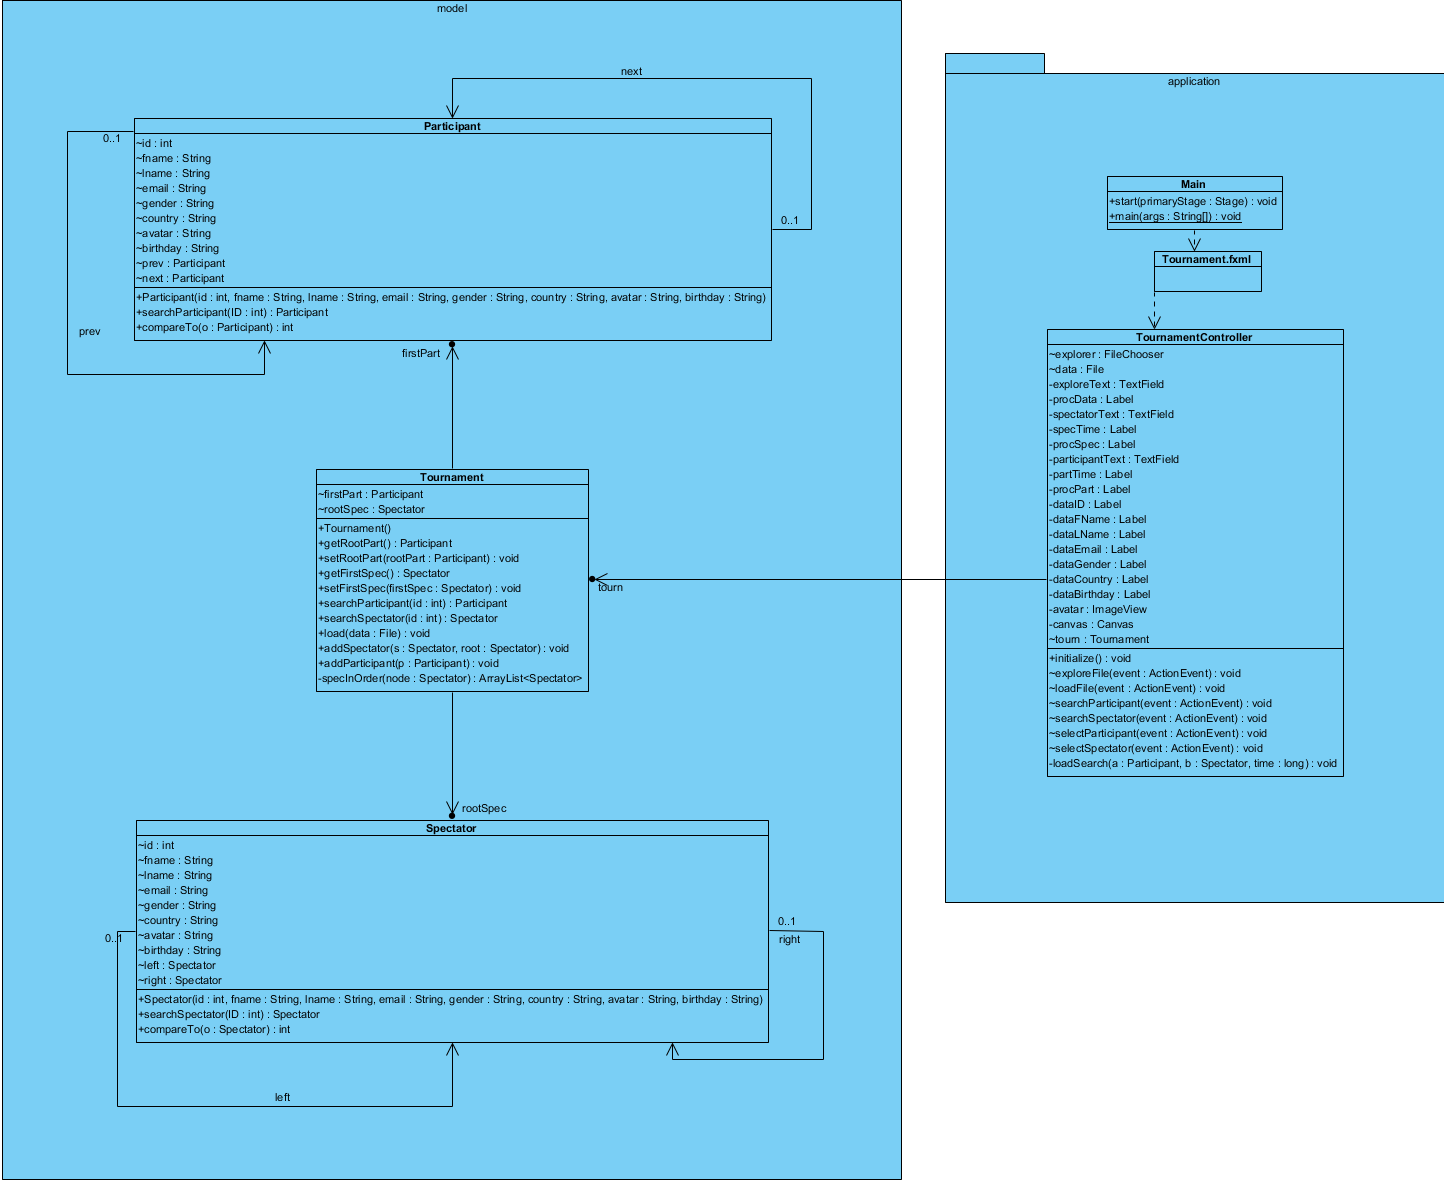 model
next
Participant
0..1
~id : int
~fname : String
~lname : String
~email : String
~gender : String
~country : String
~avatar : String
~birthday : String
~prev : Participant
~next : Participant
0..1
+Participant(id : int, fname : String, lname : String, email : String, gender : String, country : String, avatar : String, birthday : String)
+searchParticipant(ID : int) : Participant
+compareTo(o : Participant) : int
prev
firstPart
Tournament
~firstPart : Participant
~rootSpec : Spectator
+Tournament()
+getRootPart() : Participant
+setRootPart(rootPart : Participant) : void
+getFirstSpec() : Spectator
+setFirstSpec(firstSpec : Spectator) : void
+searchParticipant(id : int) : Participant
+searchSpectator(id : int) : Spectator
+load(data : File) : void
+addSpectator(s : Spectator, root : Spectator) : void
+addParticipant(p : Participant) : void
-specInOrder(node : Spectator) : ArrayList<Spectator>
tourn
rootSpec
Spectator
~id : int
~fname : String
~lname : String
~email : String
~gender : String
~country : String
~avatar : String
~birthday : String
~left : Spectator
~right : Spectator
0..1
0..1
right
+Spectator(id : int, fname : String, lname : String, email : String, gender : String, country : String, avatar : String, birthday : String)
+searchSpectator(ID : int) : Spectator
+compareTo(o : Spectator) : int
left
application
Main
+start(primaryStage : Stage) : void
+main(args : String[]) : void
Tournament.fxml
TournamentController
~explorer : FileChooser
~data : File
-exploreText : TextField
-procData : Label
-spectatorText : TextField
-specTime : Label
-procSpec : Label
-participantText : TextField
-partTime : Label
-procPart : Label
-dataID : Label
-dataFName : Label
-dataLName : Label
-dataEmail : Label
-dataGender : Label
-dataCountry : Label
-dataBirthday : Label
-avatar : ImageView
-canvas : Canvas
~tourn : Tournament
+initialize() : void
~exploreFile(event : ActionEvent) : void
~loadFile(event : ActionEvent) : void
~searchParticipant(event : ActionEvent) : void
~searchSpectator(event : ActionEvent) : void
~selectParticipant(event : ActionEvent) : void
~selectSpectator(event : ActionEvent) : void
-loadSearch(a : Participant, b : Spectator, time : long) : void